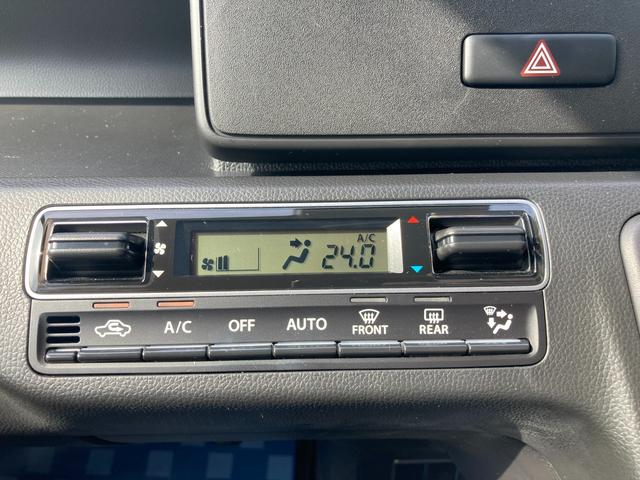 A/C
24.0
A/C OFF AUTO FRONT REAR